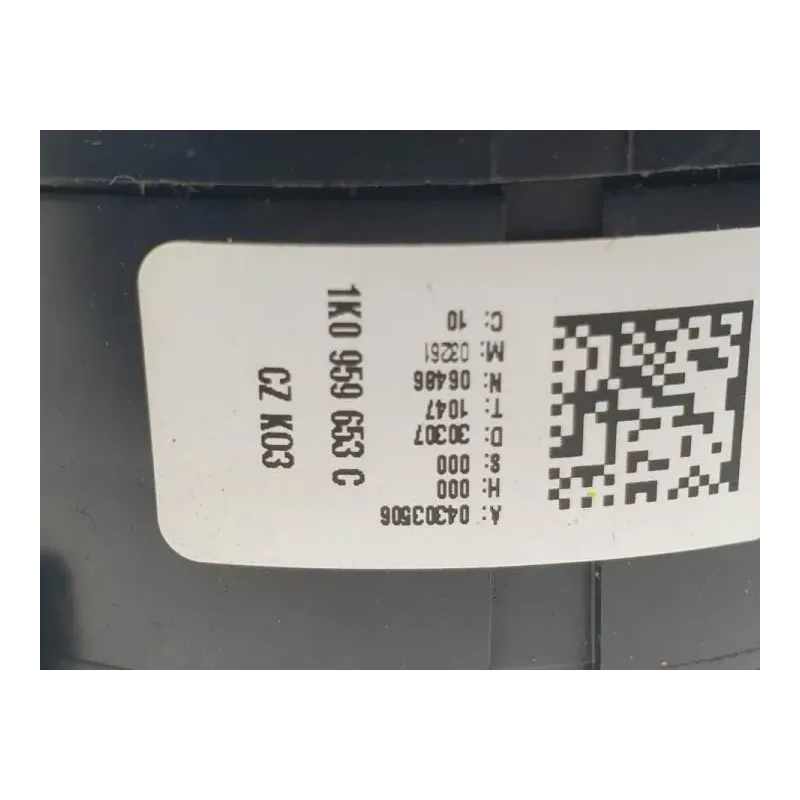 1K0 959 653 C
CZ K03
A: 04303506
H: 000
S: 000
D: 30307
T: 1047
N: 06486
M: 03261
C: 10